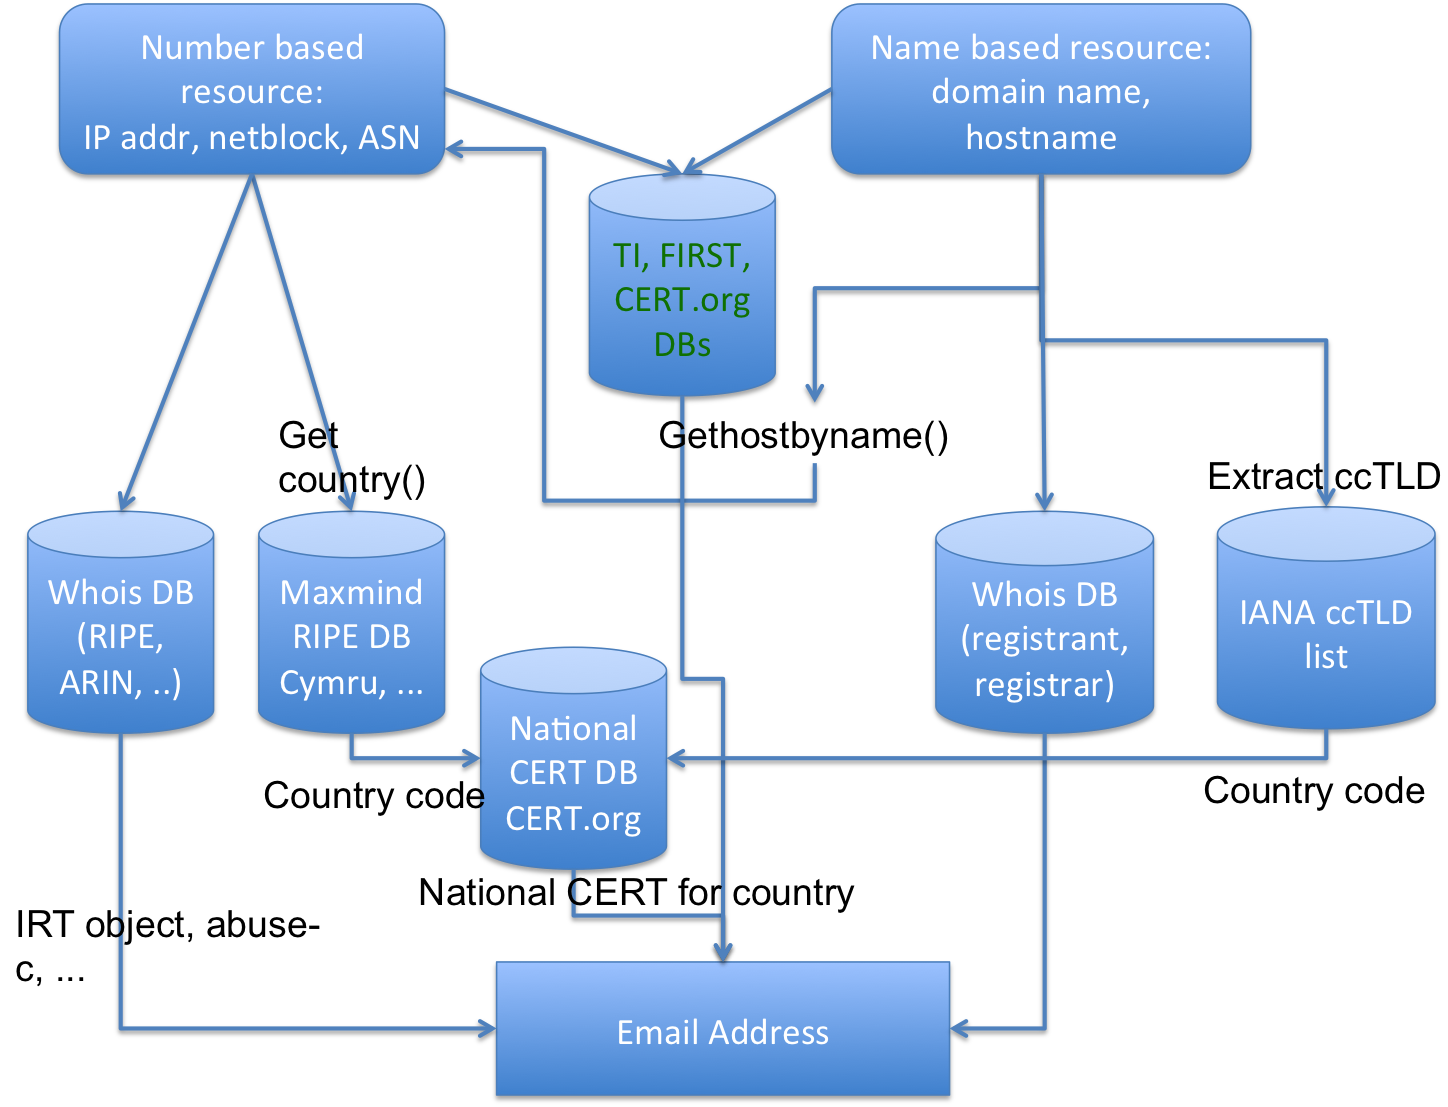 Number based
resource:
IP addr, netblock, ASN
Name based resource:
domain name,
hostname
TI, FIRST,
CERT.org
DBs
Get
country()
Gethostbyname()
Extract ccTLD
Whois DB
(RIPE,
ARIN, ..)
Maxmind
RIPE DB
Cymru, ...
National
CERT DB
CERT.org
Whois DB
(registrant,
registrar)
IANA ccTLD
list
Country code
Country code
National CERT for country
IRT object, abuse-
c, ...
Email Address